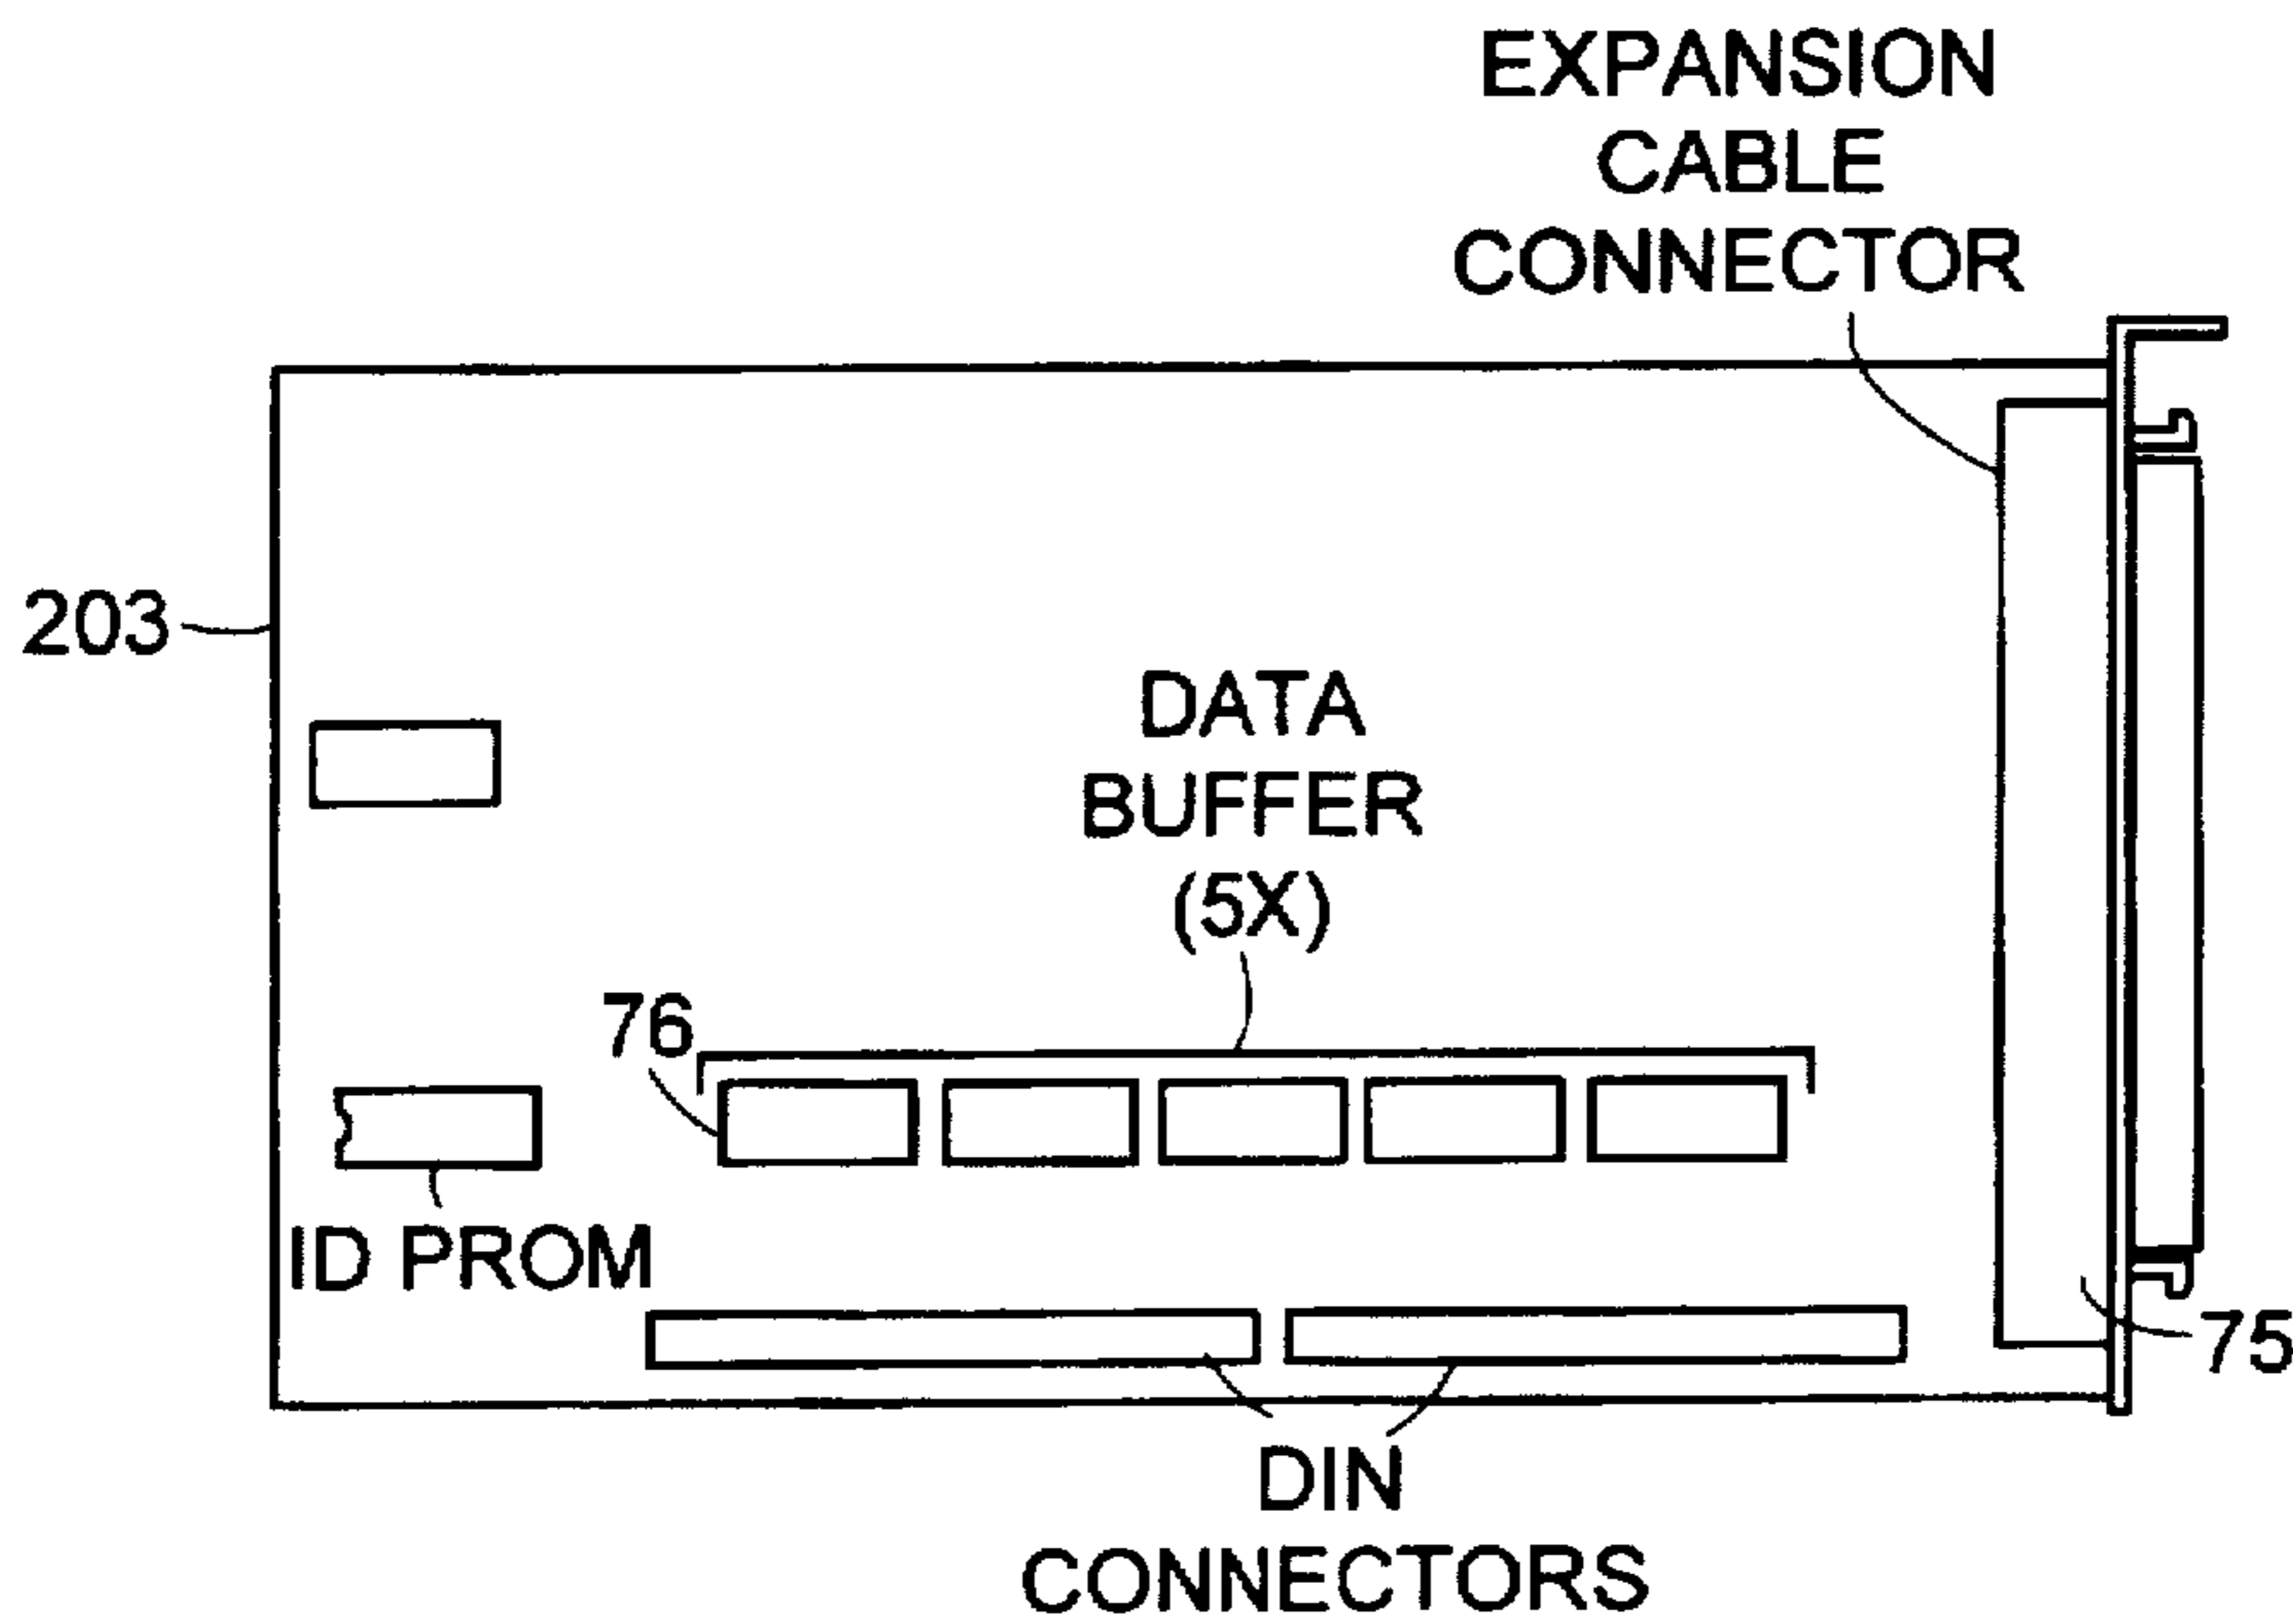 EXPANSION
CABLE
CONNECTOR
203
DATA
BUFFER
(5X)
76
ID PROM
75
DIN
CONNECTORS